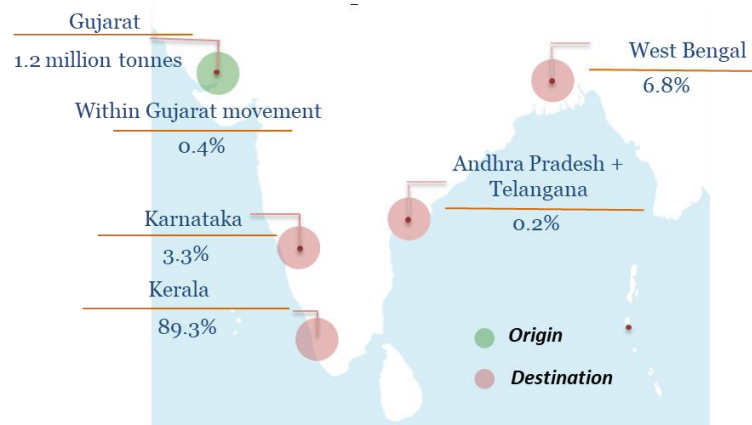 Gujarat
1.2 million tonnes
Within Gujarat movement
0.4%
Karnataka
3.3%
Kerala
89.3%
West Bengal
6.8%
Andhra Pradesh +
Telangana
0.2%
Origin
Destination